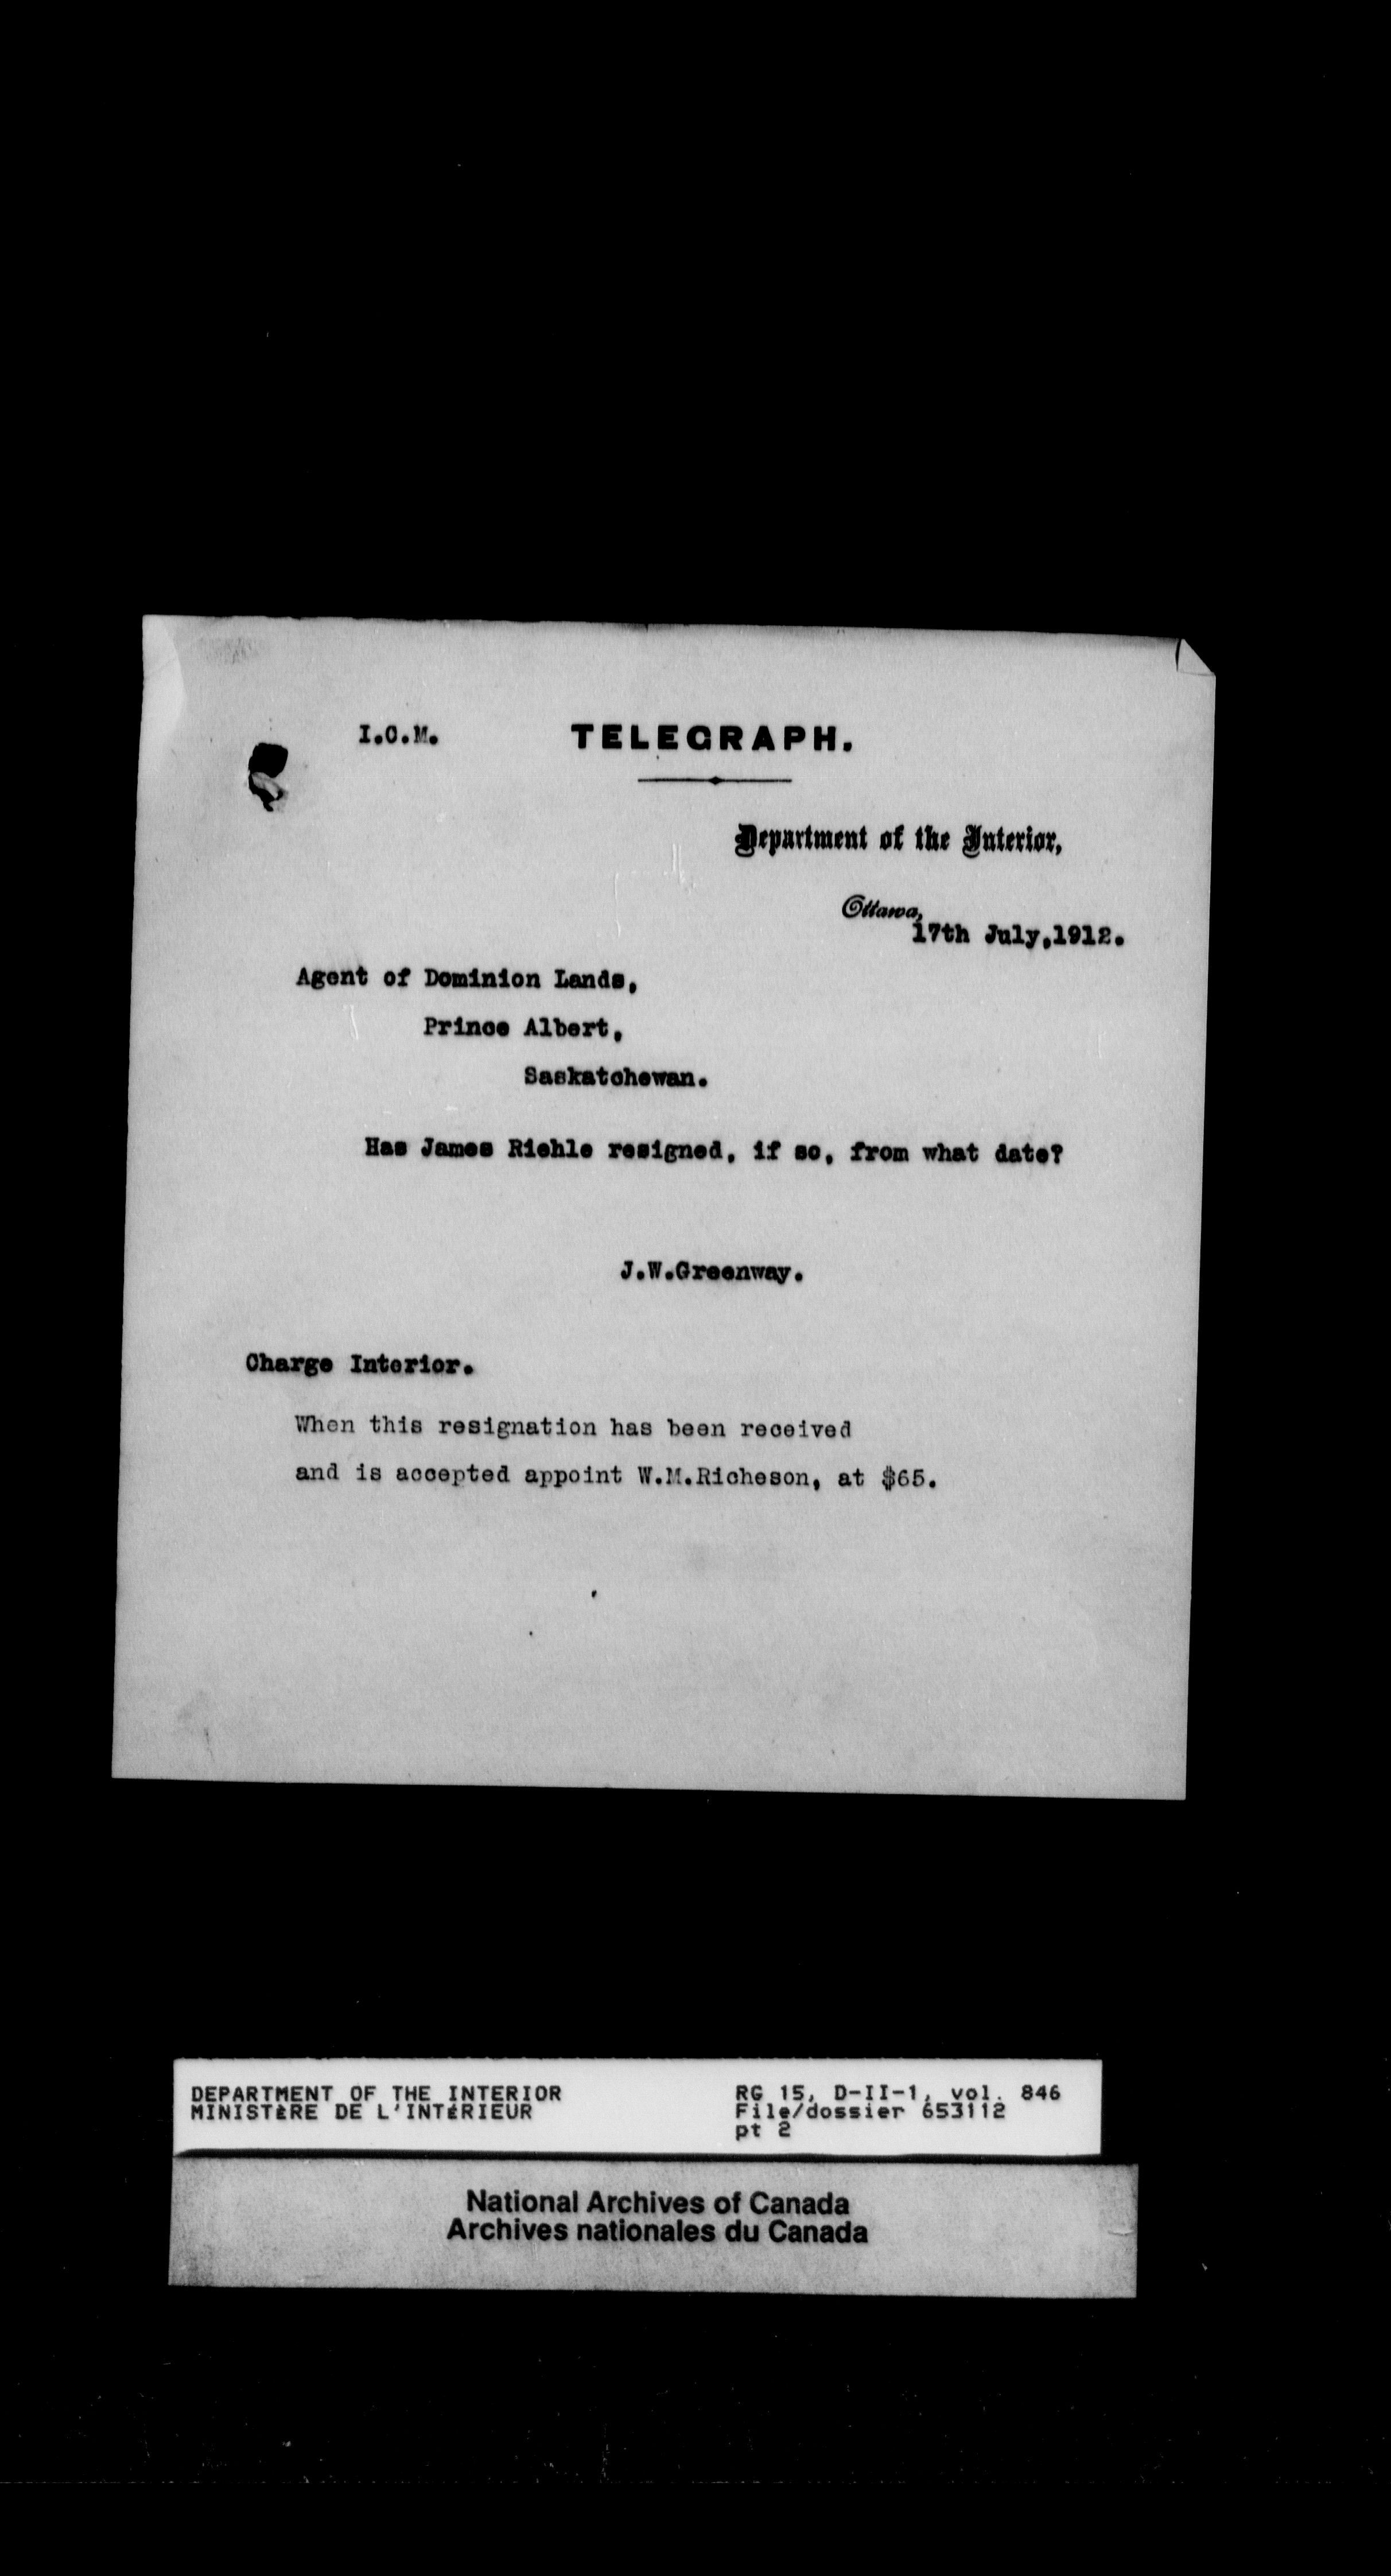 I.C.M.
TELEGRAPH.
Department of the Interior,
Ottawa,
17th July,1912.
Agent of Dominion Lands,
Prince Albert,
Saskatchewan.
Has James Riehle resigned, if so, from what date?
J.W.Greenway.
Charge Interior.
When this resignation has been received
and is accepted appoint W.M.Richeson, at $65.
DEPARTMENT OF THE INTERIOR
MINISTÈRE DE L'INTÉRIEUR
RG 15, D-II-1, vol. 846
File/dossier 653112
pt 2
National Archives of Canada
Archives nationales du Canada